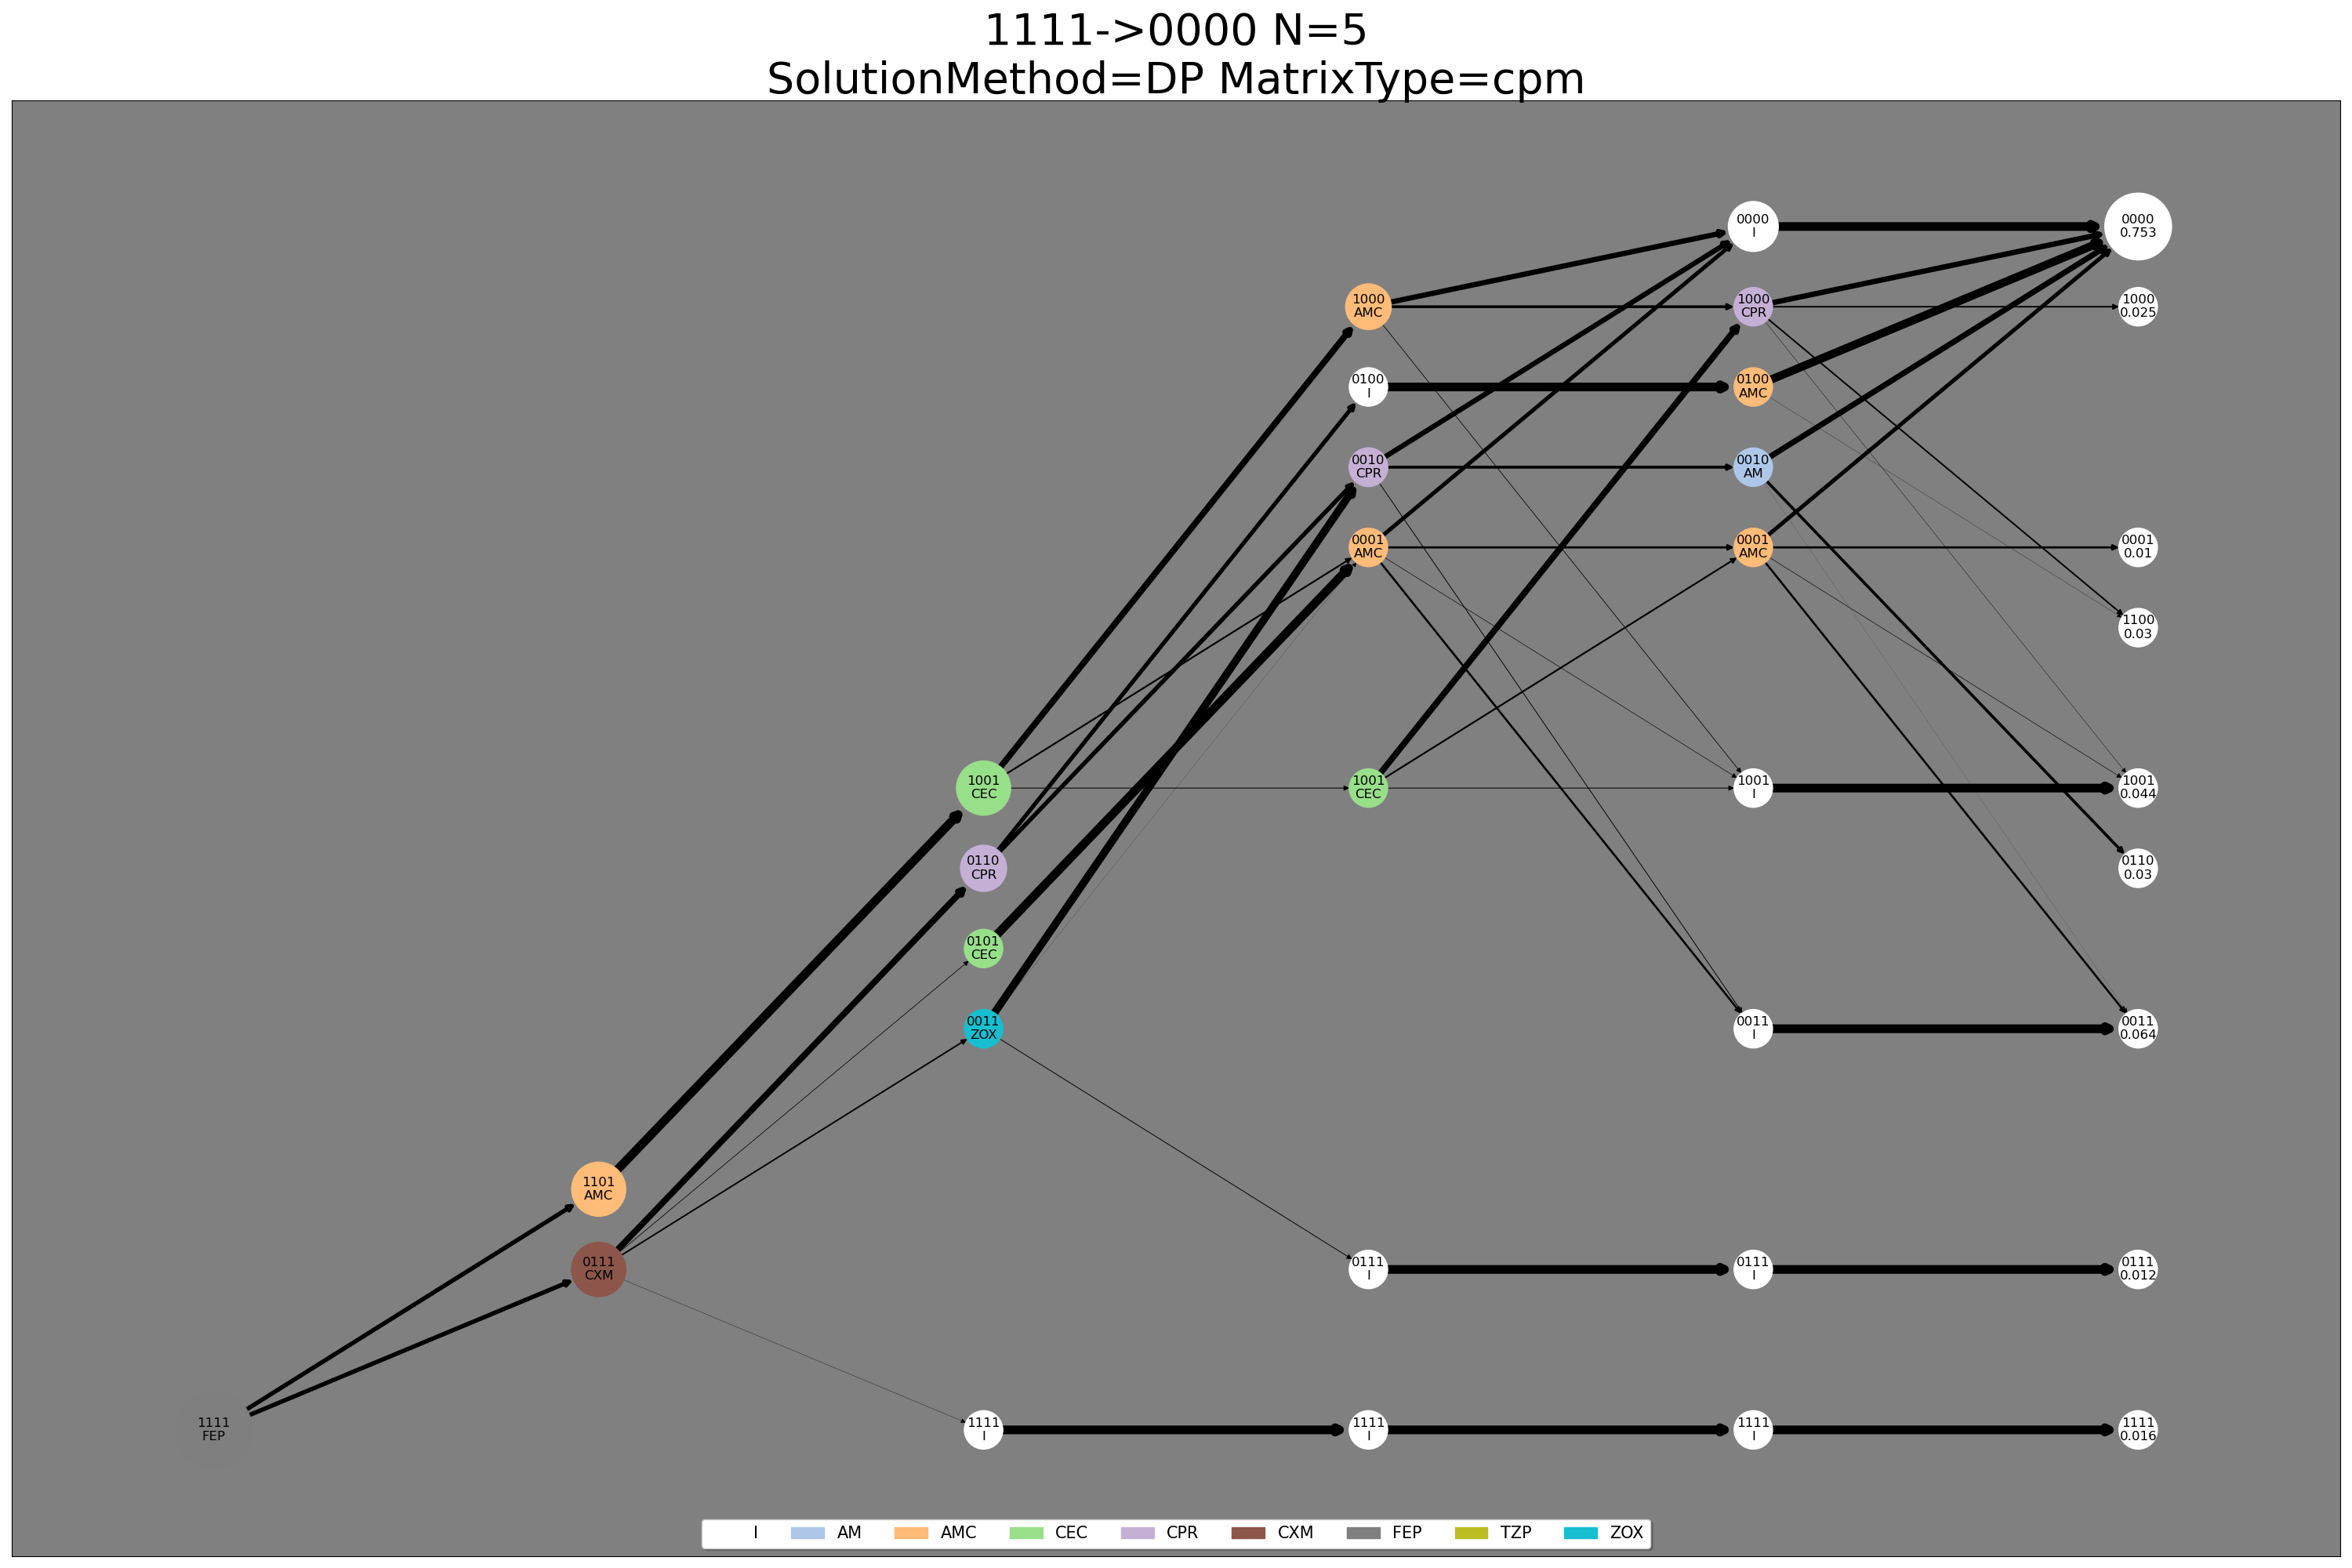 1111->0000 N=5
SolutionMethod=DP MatrixType=cpm
0000
I
0000
0.753
1000
AMC
1000
CPR
1000
0.025
0100
I
0100
AMC
0010
CPR
0010
AM
0001
AMC
0001
AMC
0001
0.01
1100
0.03
1001
CEC
1001
CEC
1001
I
1001
0.044
0110
CPR
0110
0.03
0101
CEC
0011
ZOX
0011
I
0011
0.064
1101
AMC
0111
CXM
0111
I
0111
I
0111
0.012
1111
FEP
1111
I
1111
I
1111
I
1111
0.016
I AM AMC CEC CPR CXM FEP TZP ZOX